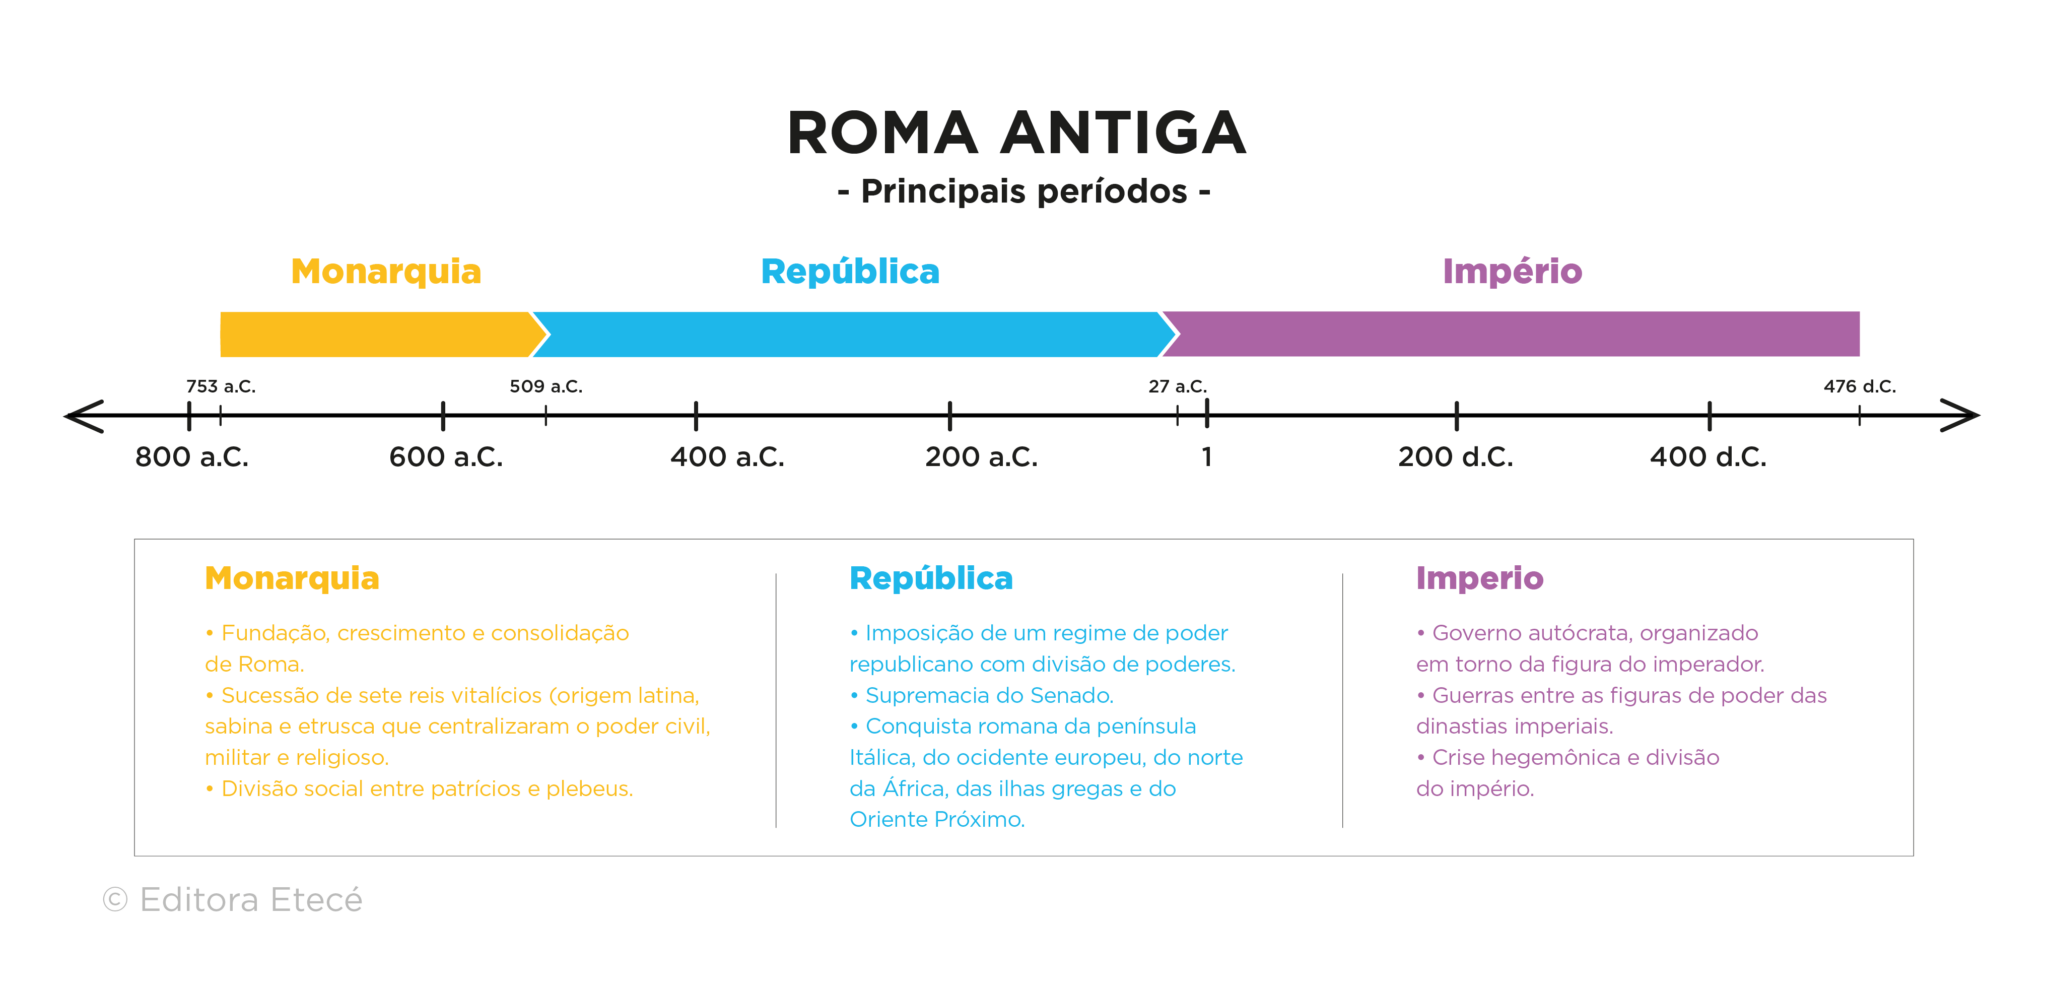 ROMA ANTIGA
- Principais períodos -
Monarquia
República
Império
753 a.C.
509 a.C.
27 a.C.
476 d.C.
800 a.C.
600 a.C.
400 a.C.
200 a.C.
1
200 d.C.
400 d.C.
Monarquia
• Fundação, crescimento e consolidação
de Roma.
• Sucessão de sete reis vitalícios (origem latina,
sabina e etrusca que centralizaram o poder civil,
militar e religioso.
• Divisão social entre patrícios e plebeus.
República
• Imposição de um regime de poder
republicano com divisão de poderes.
• Supremacia do Senado.
• Conquista romana da península
Itálica, do ocidente europeu, do norte
da África, das ilhas gregas e do
Oriente Próximo.
Imperio
• Governo autócrata, organizado
em torno da figura do imperador.
• Guerras entre as figuras de poder das
dinastias imperiais.
• Crise hegemônica e divisão
do império.
© Editora Etecé